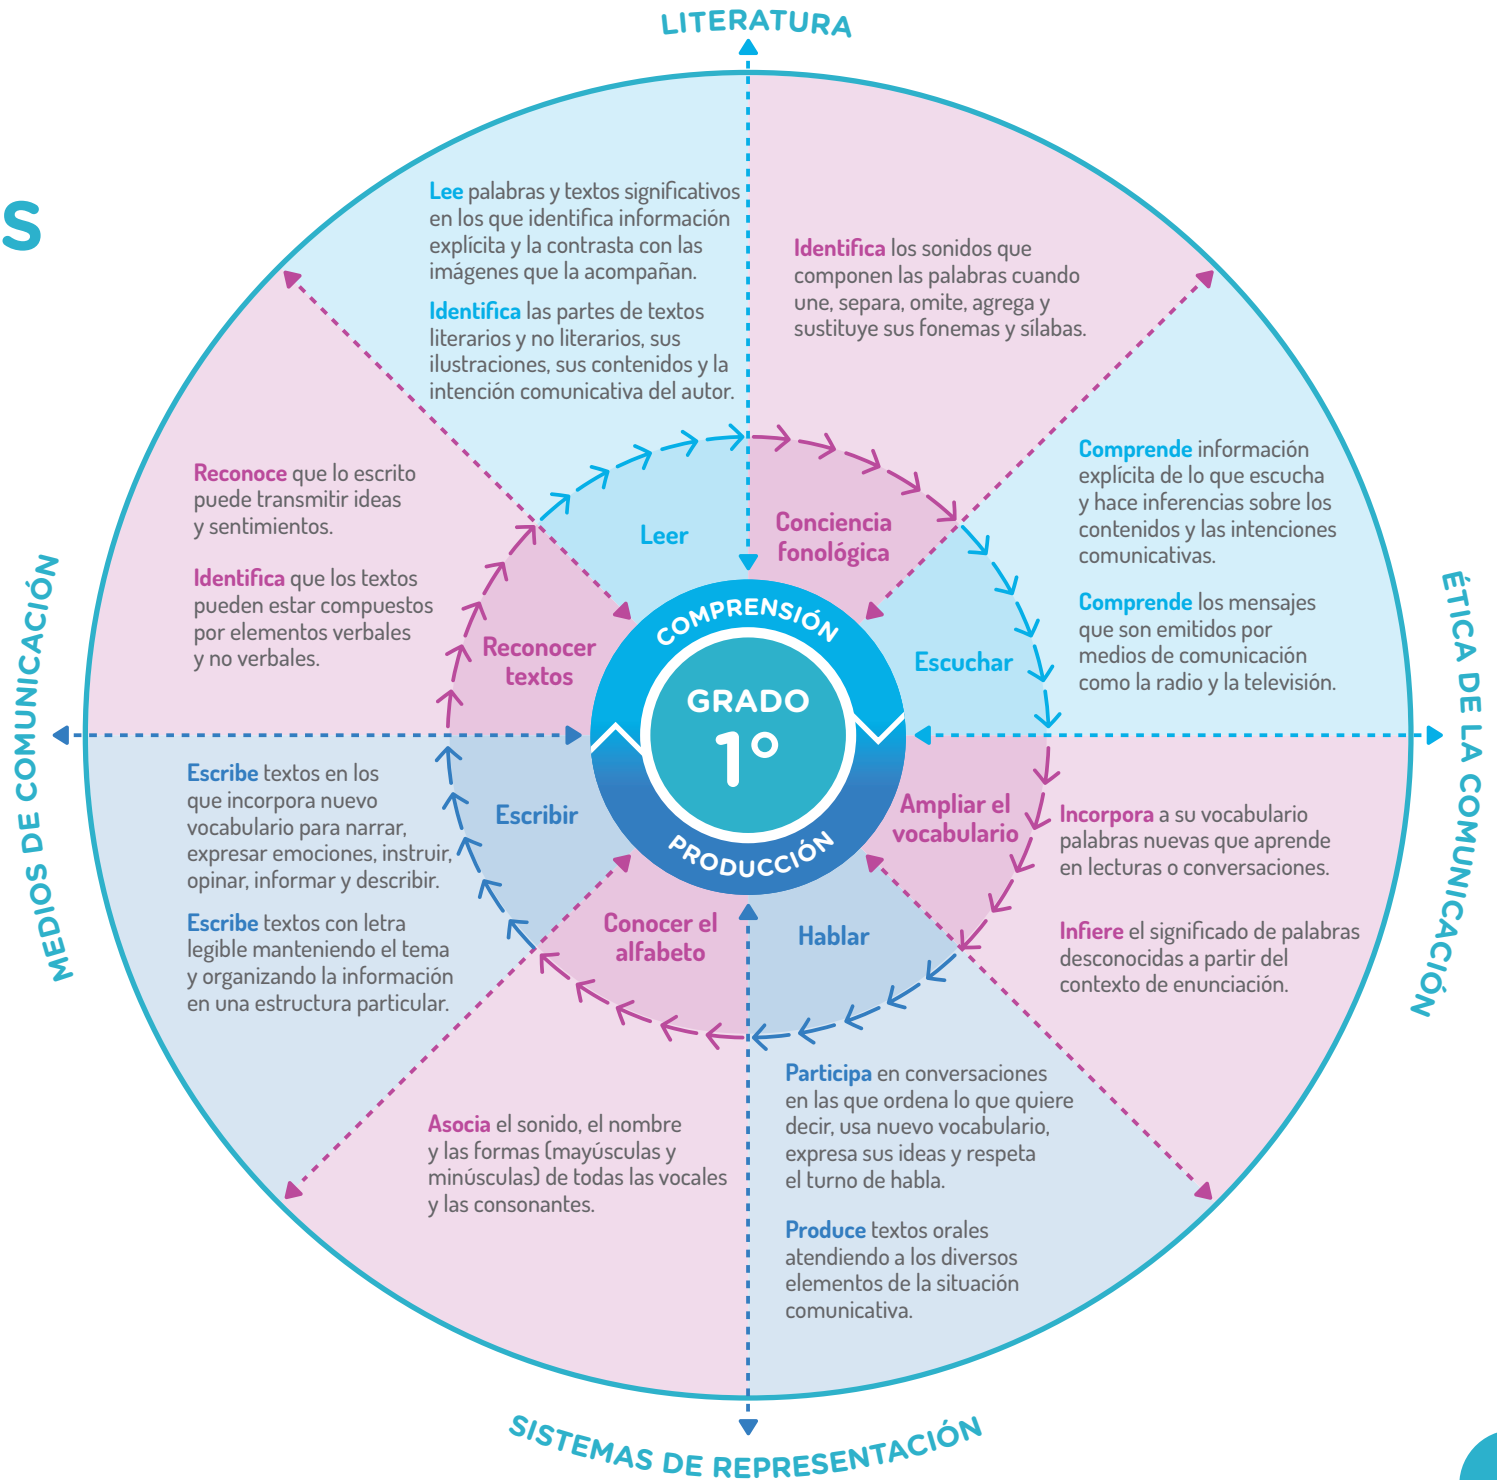 LITERATURA
S
Lee palabras y textos significativos
en los que identifica información
explícita y la contrasta con las
imágenes que la acompañan.
Identifica las partes de textos
literarios y no literarios, sus
ilustraciones, sus contenidos y la
intención comunicativa del autor.
Identifica los sonidos que
componen las palabras cuando
une, separa, omite, agrega y
sustituye sus fonemas y sílabas.
Reconoce que lo escrito
puede transmitir ideas
y sentimientos.
Identifica que los textos
pueden estar compuestos
por elementos verbales
y no verbales.
Leer
Conciencia
fonológica
Comprende información
explícita de lo que escucha
y hace inferencias sobre los
contenidos y las intenciones
comunicativas.
Comprende los mensajes
que son emitidos por
medios de comunicación
como la radio y la televisión.
Reconocer
textos
Escuchar
COMPRENSIÓN
GRADO
1º
PRODUCCIÓN
MEDIOS DE COMUNICACIÓN
ÉTICA DE LA COMUNICACIÓN
Escribe textos en los
que incorpora nuevo
vocabulario para narrar,
expresar emociones, instruir,
opinar, informar y describir.
Escribe textos con letra
legible manteniendo el tema
y organizando la información
en una estructura particular.
Escribir
Ampliar el
vocabulario
Incorpora a su vocabulario
palabras nuevas que aprende
en lecturas o conversaciones.
Infiere el significado de palabras
desconocidas a partir del
contexto de enunciación.
Conocer el
alfabeto
Hablar
Asocia el sonido, el nombre
y las formas (mayúsculas y
minúsculas) de todas las vocales
y las consonantes.
Participa en conversaciones
en las que ordena lo que quiere
decir, usa nuevo vocabulario,
expresa sus ideas y respeta
el turno de habla.
Produce textos orales
atendiendo a los diversos
elementos de la situación
comunicativa.
SISTEMAS DE REPRESENTACIÓN